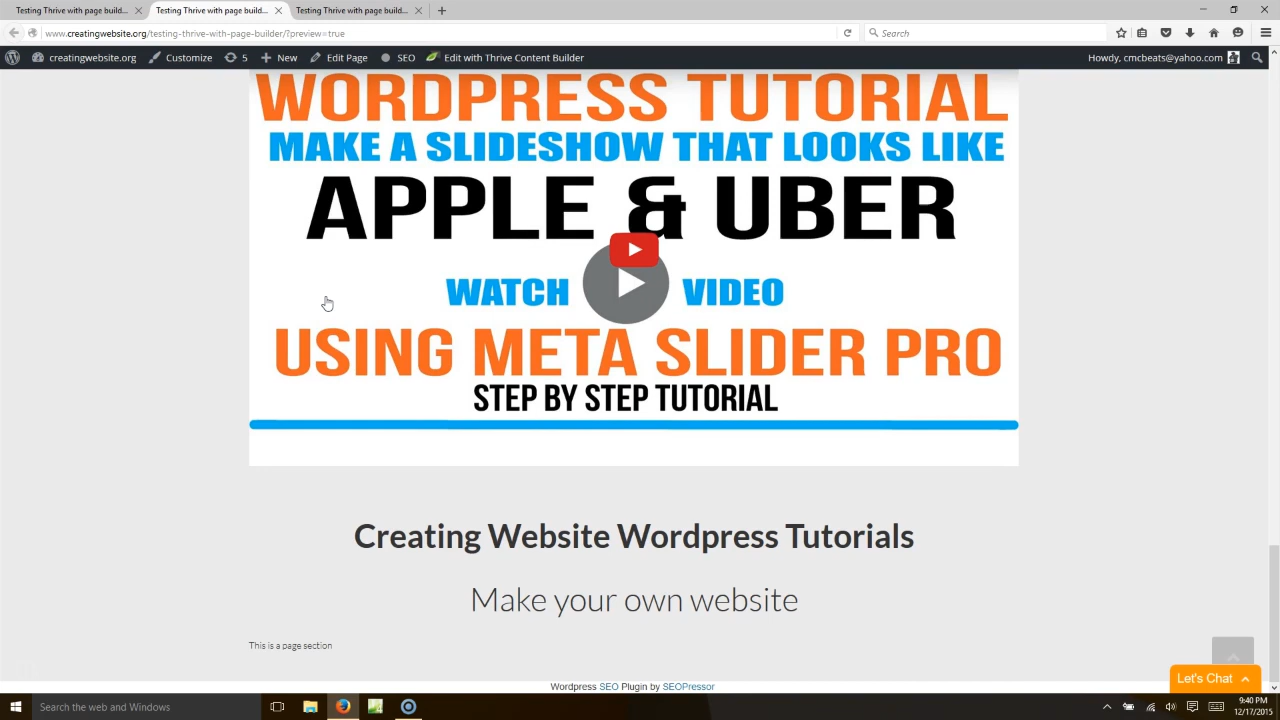 Testing Thrive with page build...
Testing Thrive with page build...
Testing Thrive with page build...
www.creatingwebsite.org/testing-thrive-with-page-builder/?preview=true
Search
creatingwebsite.org
Customize
5
New
Edit Page
SEO
Edit with Thrive Content Builder
Howdy, cmcbeats@yahoo.com
WORDPRESS TUTORIAL
MAKE A SLIDESHOW THAT LOOKS LIKE
APPLE & UBER
WATCH VIDEO
USING META SLIDER PRO
STEP BY STEP TUTORIAL
Creating Website Wordpress Tutorials
Make your own website
This is a page section
Let's Chat
Wordpress SEO Plugin by SEOPressor
Search the web and Windows
9:40 PM
12/17/2015